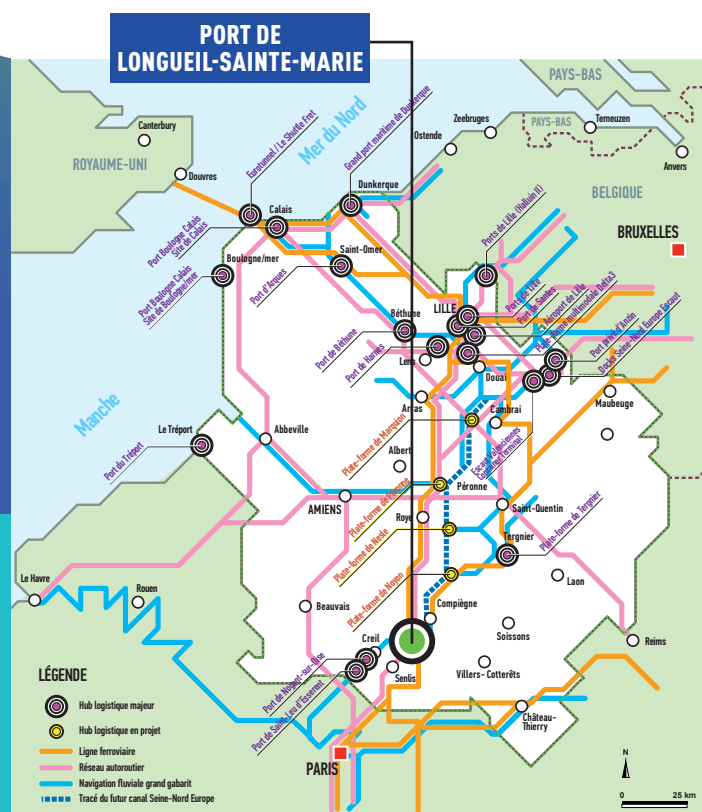 PORT DE
LONGUEIL-SAINTE-MARIE
PAYS-BAS
PAYS-BAS
Canterbury
ROYAUME-UNI
Douvres
Mer du Nord
Eurotunnel / Le Shuttle Fret
Grand port maritime de Dunkerque
Zeebruges
Ostende
Terneuzen
Anvers
BELGIQUE
BRUXELLES
Dunkerque
Calais
Port Boulogne Calais
Site de Calais
Boulogne/mer
Port Boulogne Calais
Site de Boulogne/mer
Saint-Omer
Port d'Arques
Ports de Lille (Halluin II)
LILLE
Ports de Lille
Port de Santes
Aéroport de Lille
Plate-forme multimodale Delta3
Port privé d'Anzin
Docks Seine-Nord Europe Escaut
Béthune
Port de Béthune
Port de Harnes
Lens
Douai
Arras
Cambrai
Maubeuge
Escaut Valenciennes
Container Terminal
Manche
Le Tréport
Port du Tréport
Abbeville
Albert
AMIENS
Plate-forme de Marquion
Péronne
Plate-forme de Péronne
Roye
Plate-forme de Nesle
Saint-Quentin
Tergnier
Plate-forme de Tergnier
Plate-forme de Noyon
Laon
Le Havre
Rouen
Beauvais
Compiègne
Soissons
Reims
Creil
Senlis
Villers- Cotterêts
Port de Nogent-sur-Oise
Port de Saint-Leu d'Esserent
Château-
Thierry
PARIS
LÉGENDE
Hub logistique majeur
Hub logistique en projet
Ligne ferroviaire
Réseau autoroutier
Navigation fluviale grand gabarit
Tracé du futur canal Seine-Nord Europe
N
0 25 km